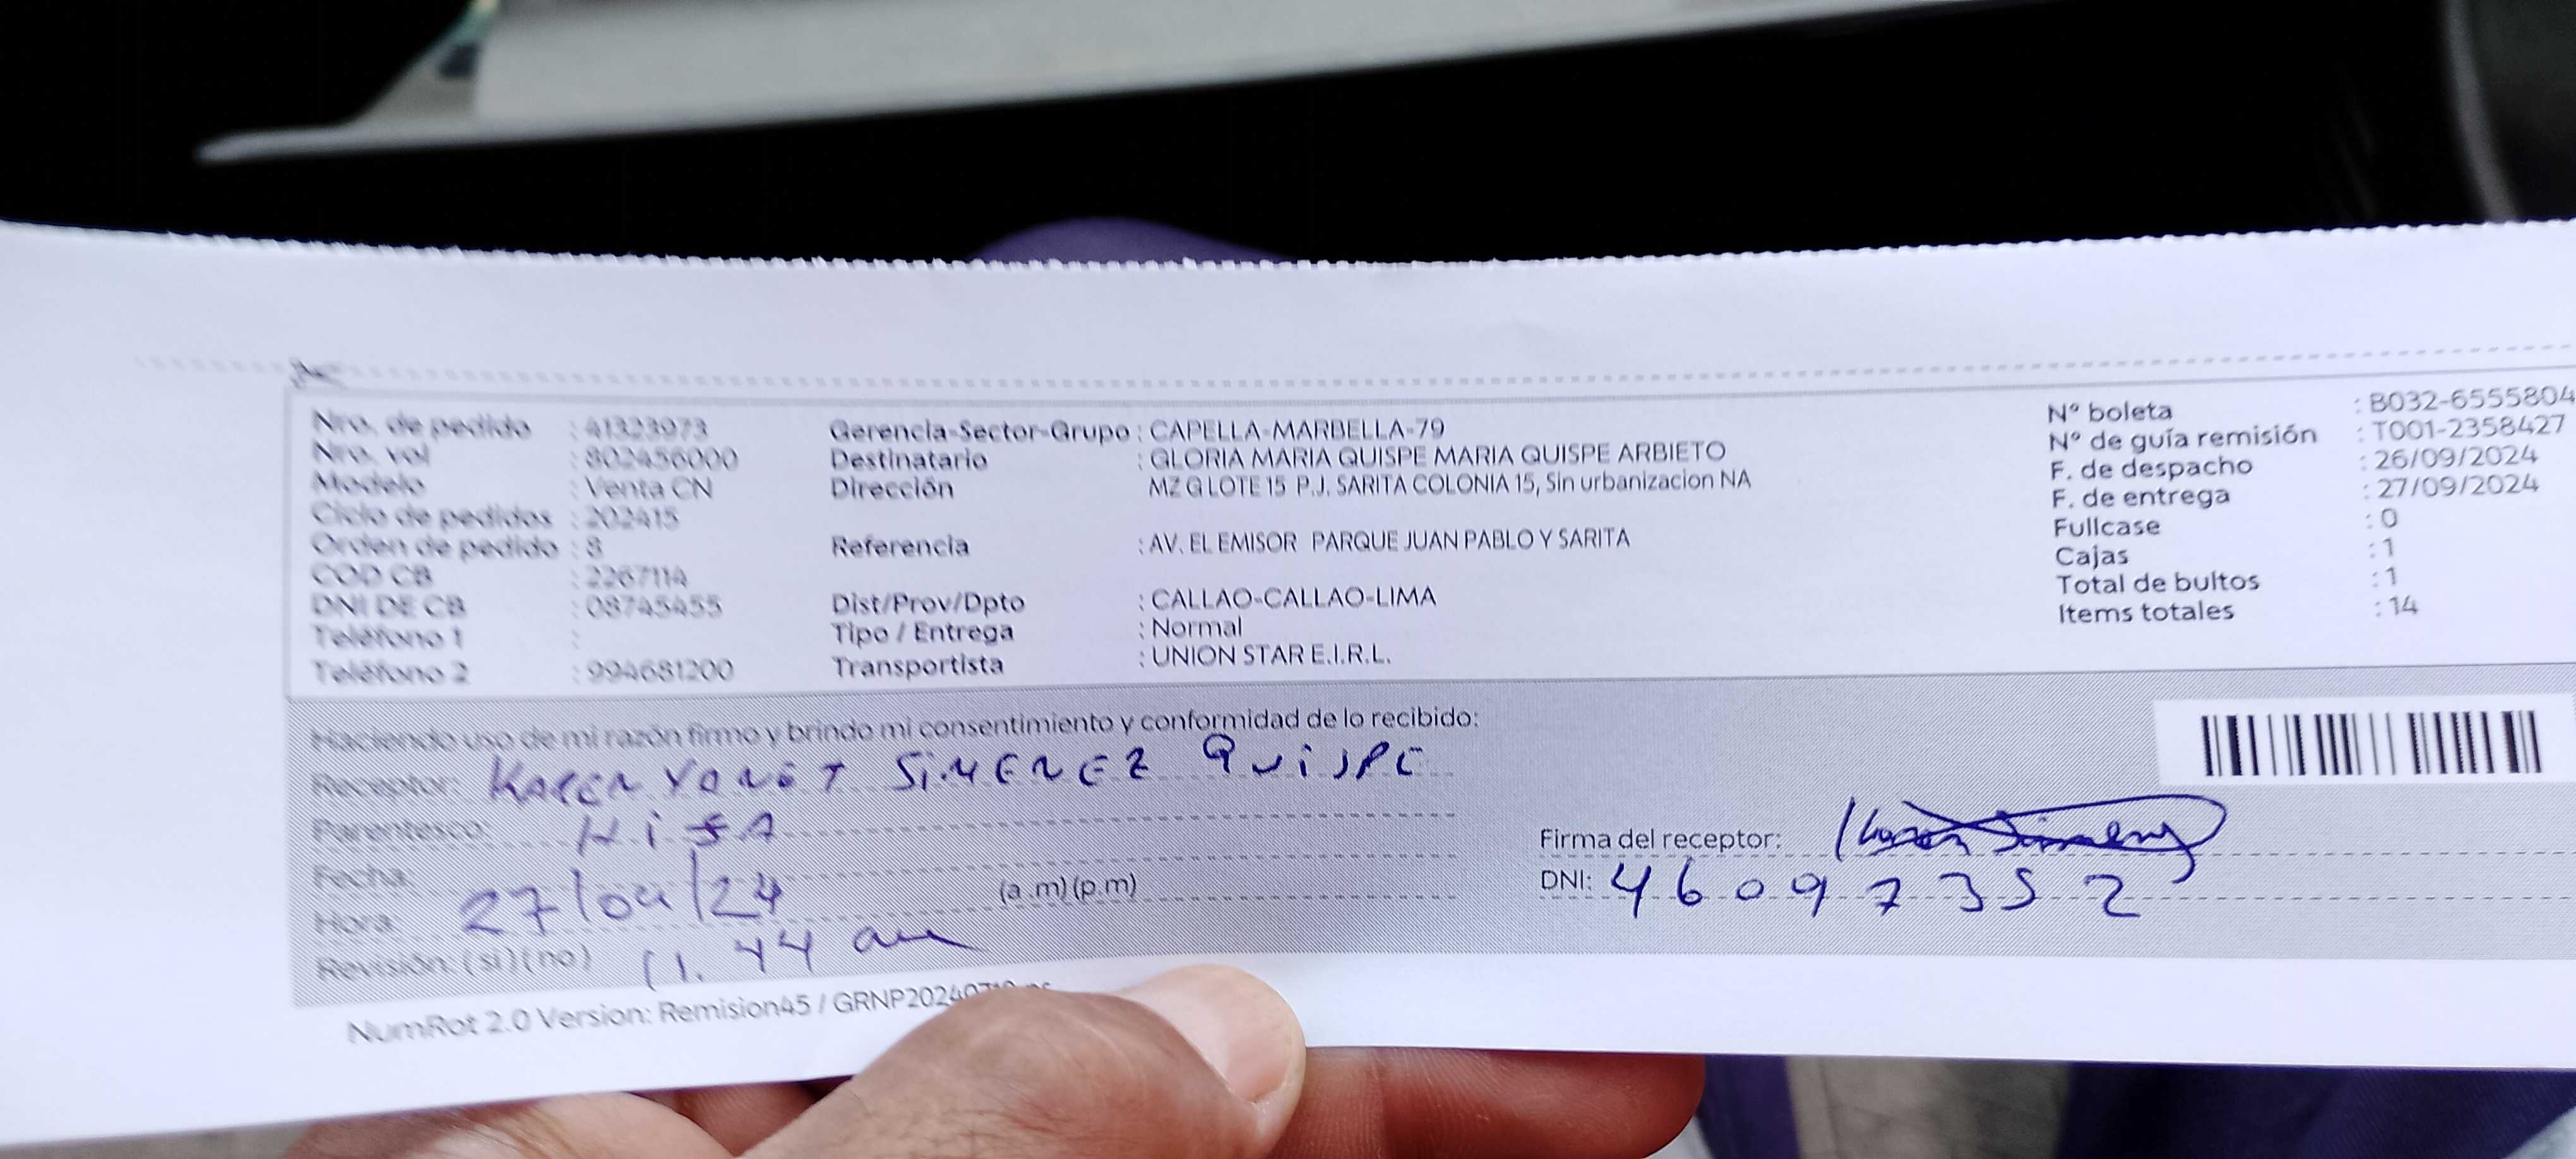 Nro. de pedido : 41323973
Nro. vol : 802456000
Modelo : Venta CN
Ciclo de pedidos : 202415
Orden de pedido : 8
COD CB : 2267114
DNI DE CB : 08745455
Teléfono 1 :
Teléfono 2 : 994681200
Gerencia-Sector-Grupo : CAPELLA-MARBELLA-79
Destinatario : GLORIA MARIA QUISPE MARIA QUISPE ARBIETO
Dirección MZ G LOTE 15 P.J. SARITA COLONIA 15, Sin urbanizacion NA
Referencia : AV. EL EMISOR PARQUE JUAN PABLO Y SARITA
Dist/Prov/Dpto : CALLAO-CALLAO-LIMA
Tipo / Entrega : Normal
Transportista : UNION STAR E.I.R.L.
N° boleta : B032-6555804
N° de guía remisión : T001-2358427
F. de despacho : 26/09/2024
F. de entrega : 27/09/2024
Fullcase : 0
Cajas : 1
Total de bultos : 1
Items totales : 14
Haciendo uso de mi razón firmo y brindo mi consentimiento y conformidad de lo recibido:
Receptor: KAREN YANET JIMENEZ QUISPE
Parentesco: HIJA
Fecha: 27/09/24
Hora: (a.m) (p.m)
Revisión: (si) (no) 11.44 am
Firma del receptor: Karen Jimenez
DNI: 46097352
NumRot 2.0 Version: Remision45 /